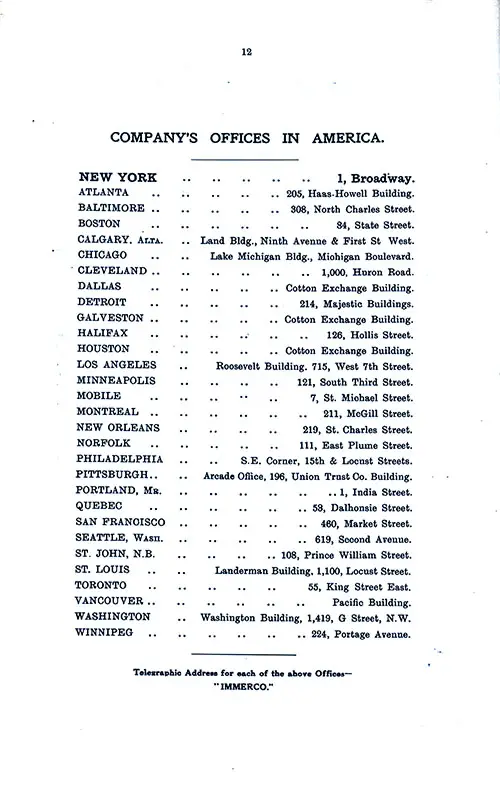 12
COMPANY'S OFFICES IN AMERICA.
NEW YORK .. .. .. .. .. 1, Broadway.
ATLANTA .. .. .. .. .. 205, Haas-Howell Building.
BALTIMORE .. .. .. .. .. 308, North Charles Street.
BOSTON .. .. .. .. .. .. 84, State Street.
CALGARY, ALTA. .. Land Bldg., Ninth Avenue & First St West.
CHICAGO .. .. Lake Michigan Bldg., Michigan Boulevard.
CLEVELAND .. .. .. .. .. .. 1,000, Huron Road.
DALLAS .. .. .. .. .. Cotton Exchange Building.
DETROIT .. .. .. .. .. 214, Majestic Buildings.
GALVESTON .. .. .. .. .. Cotton Exchange Building.
HALIFAX .. .. .. .. .. .. 126, Hollis Street.
HOUSTON .. .. .. .. .. Cotton Exchange Building.
LOS ANGELES .. Roosevelt Building, 715, West 7th Street.
MINNEAPOLIS .. .. .. .. 121, South Third Street.
MOBILE .. .. .. .. .. 7, St. Michael Street.
MONTREAL .. .. .. .. .. .. 211, McGill Street.
NEW ORLEANS .. .. .. .. 219, St. Charles Street.
NORFOLK .. .. .. .. .. 111, East Plume Street.
PHILADELPHIA .. .. S.E. Corner, 15th & Locust Streets.
PITTSBURGH .. .. Arcade Office, 196, Union Trust Co. Building.
PORTLAND, ME. .. .. .. .. .. .. 1, India Street.
QUEBEC .. .. .. .. .. .. 53, Dalhousie Street.
SAN FRANCISCO .. .. .. .. .. 460, Market Street.
SEATTLE, WASH. .. .. .. .. .. 619, Second Avenue.
ST. JOHN, N.B. .. .. .. .. 108, Prince William Street.
ST. LOUIS .. .. Landerman Building, 1,100, Locust Street.
TORONTO .. .. .. .. .. 55, King Street East.
VANCOUVER .. .. .. .. .. .. Pacific Building.
WASHINGTON .. Washington Building, 1,419, G Street, N.W.
WINNIPEG .. .. .. .. .. .. 224, Portage Avenue.
Telegraphic Address for each of the above Offices—
"IMMERCO."